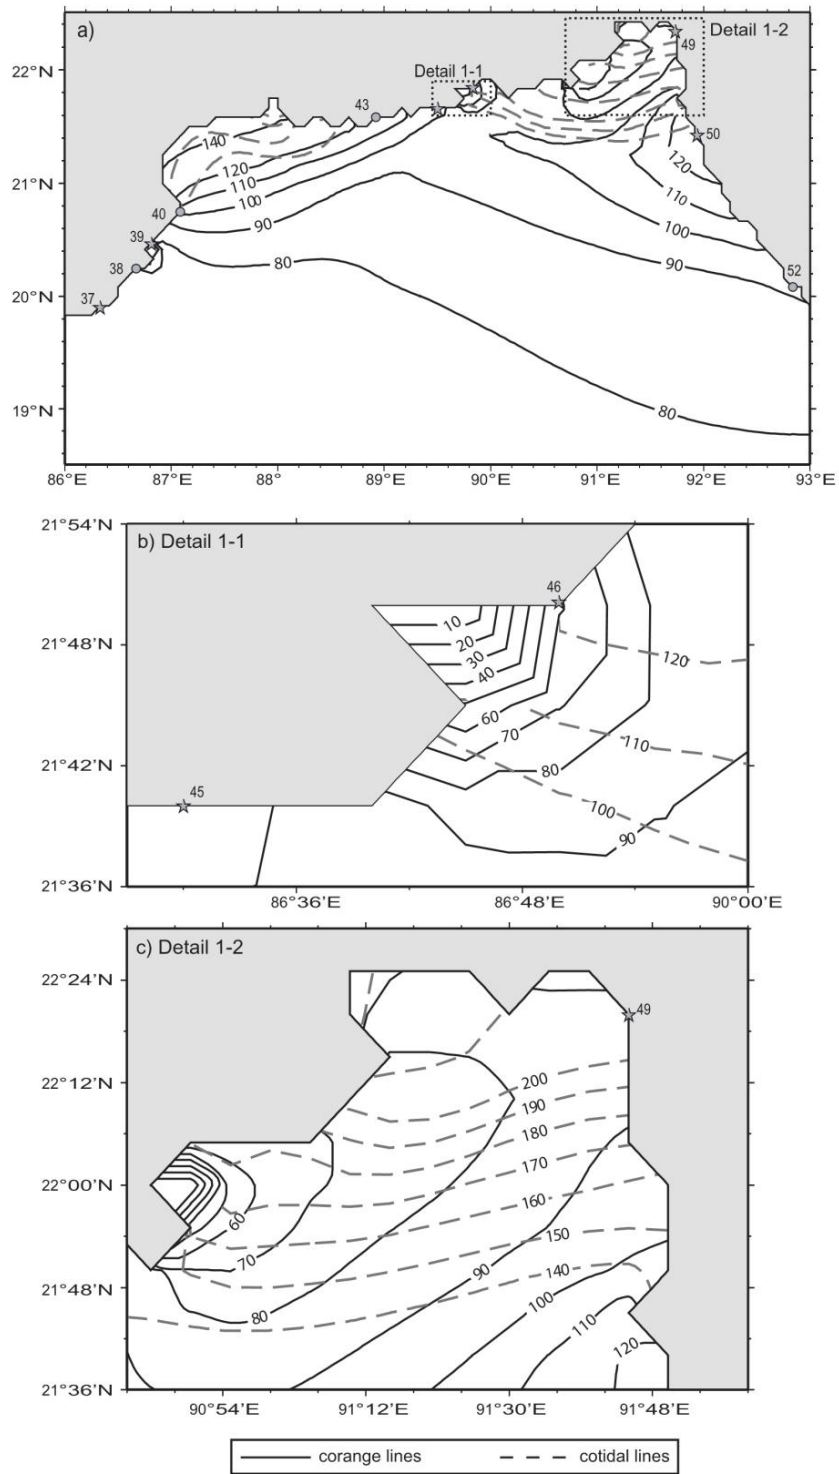 a)
22°N
21°N
20°N
19°N
86°E 87°E 88° 89°E 90°E 91°E 92°E 93°E
Detail 1-1
Detail 1-2
49
43
50
140
120
110
100
90
80
40
39
38
37
120
110
100
90
80
52
b) Detail 1-1
21°54'N
21°48'N
21°42'N
21°36'N
86°36'E 86°48'E 90°00'E
46
45
10
20
30
40
60
70
80
90
120
110
100
c) Detail 1-2
22°24'N
22°12'N
22°00'N
21°48'N
21°36'N
90°54'E 91°12'E 91°30'E 91°48'E
49
200
190
180
170
160
150
140
60
70
80
90
100
110
120
corange lines cotidal lines